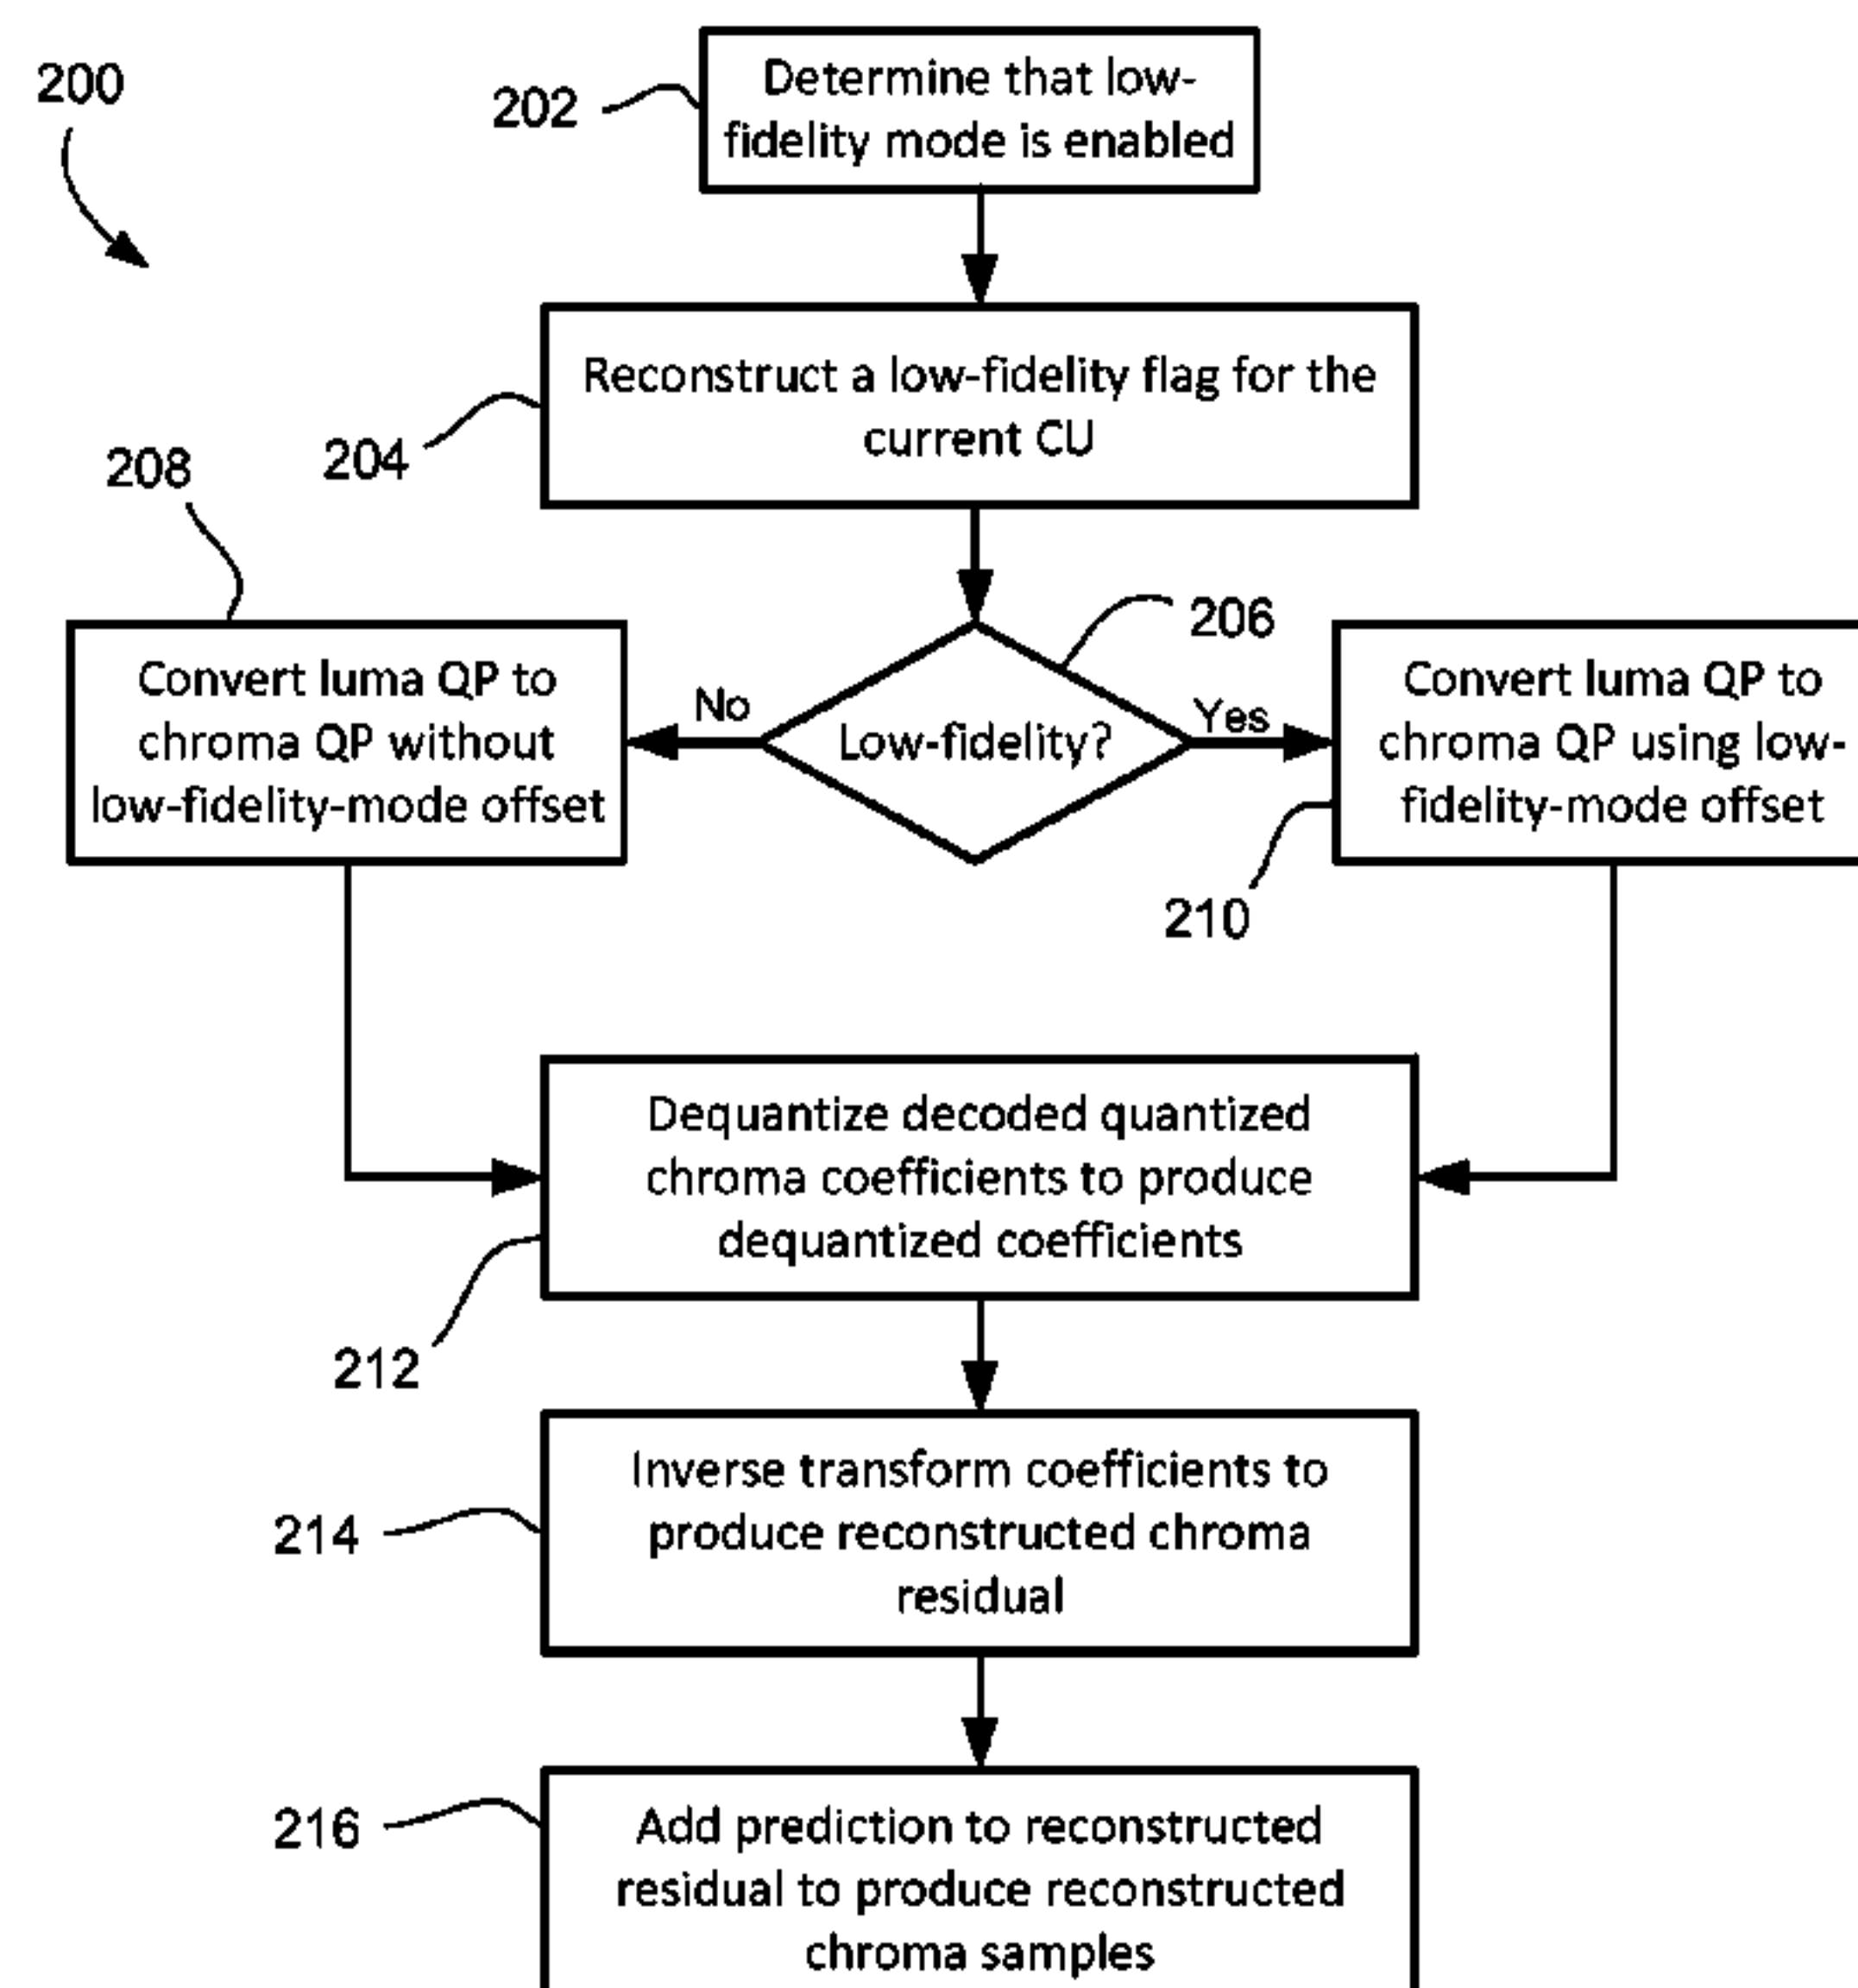 200
202
Determine that low-
fidelity mode is enabled
204
Reconstruct a low-fidelity flag for the
current CU
206
Low-fidelity?
No
Yes
208
Convert luma QP to
chroma QP without
low-fidelity-mode offset
210
Convert luma QP to
chroma QP using low-
fidelity-mode offset
212
Dequantize decoded quantized
chroma coefficients to produce
dequantized coefficients
214
Inverse transform coefficients to
produce reconstructed chroma
residual
216
Add prediction to reconstructed
residual to produce reconstructed
chroma samples